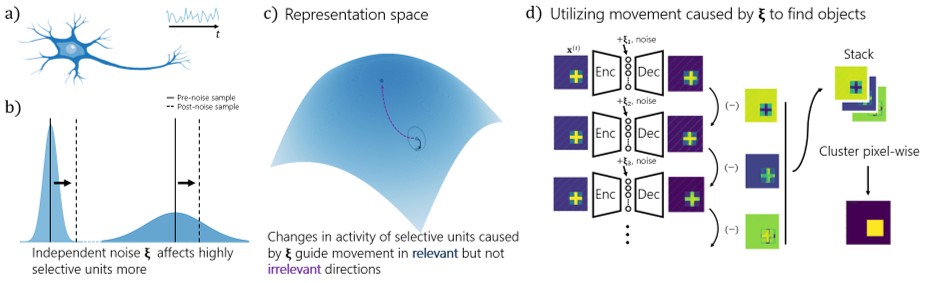 a)
t
b)
Pre-noise sample
Post-noise sample
Independent noise ξ affects highly
selective units more
c) Representation space
Changes in activity of selective units caused
by ξ guide movement in relevant but not
irrelevant directions
d) Utilizing movement caused by ξ to find objects
x⁽ᵗ⁾
+ξ₁, noise
Enc
Dec
(−)
+ξ₂, noise
Enc
Dec
(−)
+ξ₃, noise
Enc
Dec
(−)
Stack
Cluster pixel-wise